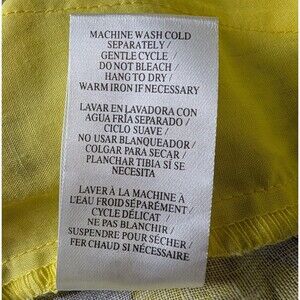 MACHINE WASH COLD
SEPARATELY /
GENTLE CYCLE /
DO NOT BLEACH /
HANG TO DRY /
WARM IRON IF NECESSARY
LAVAR EN LAVADORA CON
AGUA FRÍA SEPARADO /
CICLO SUAVE /
NO USAR BLANQUEADOR /
COLGAR PARA SECAR /
PLANCHAR TIBIA SÍ SE
NECESITA
LAVER À LA MACHINE À
L'EAU FROID SÉPARÉMENT /
CYCLE DÉLICAT /
NE PAS BLANCHIR /
SUSPENDRE POUR SÉCHER /
FER CHAUD SI NÉCESSAIRE